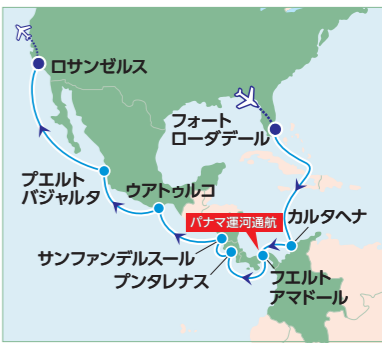 ロサンゼルス
フォート
ローダデール
プエルト
バジャルタ
ウアトゥルコ
パナマ運河通航
カルタヘナ
サンファンデルスール
プンタレナス
フエルト
アマドール